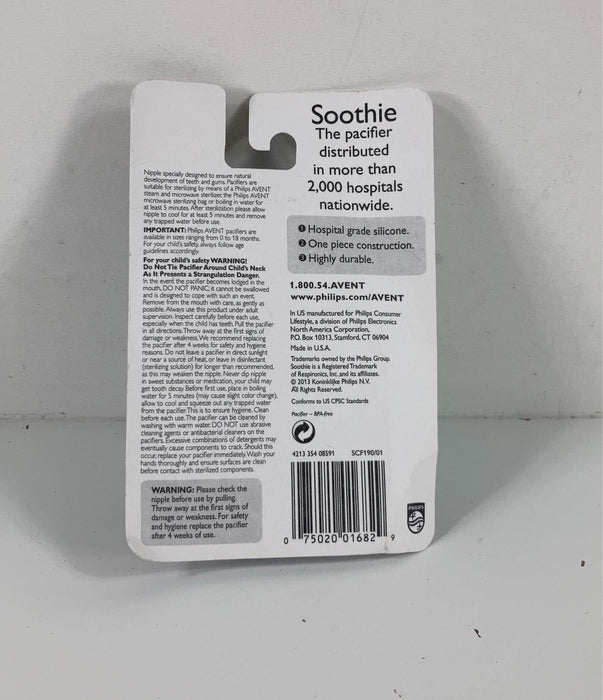 Nipple specially designed to ensure natural
development of teeth and gums. Pacifiers are
suitable for sterilizing by means of a Philips AVENT
steam and microwave sterilizer, the Philips AVENT
microwave sterilizing bag or boiling in water for
at least 5 minutes. After sterilization please allow
nipple to cool for at least 5 minutes and remove
any trapped water before use.
IMPORTANT: Philips AVENT pacifiers are
available in sizes ranging from 0 to 18 months.
For your child's safety, always follow age
guidelines accordingly.
For your child's safety WARNING!
Do Not Tie Pacifier Around Child's Neck
As It Presents a Strangulation Danger.
In the event the pacifier becomes lodged in the
mouth, DO NOT PANIC; it cannot be swallowed
and is designed to cope with such an event.
Remove from the mouth with care, as gently as
possible. Always use this product under adult
supervision. Inspect carefully before each use,
especially when the child has teeth. Pull the pacifier
in all directions. Throw away at the first signs of
damage or weakness. We recommend replacing
the pacifier after 4 weeks for safety and hygiene
reasons. Do not leave a pacifier in direct sunlight
or near a source of heat, or leave in disinfectant
(sterilizing solution) for longer than recommended,
as this may weaken the nipple. Never dip nipple
in sweet substances or medication, your child may
get tooth decay. Before first use, place in boiling
water for 5 minutes (may cause slight color change),
allow to cool and squeeze out any trapped water
from the pacifier. This is to ensure hygiene. Clean
before each use. The pacifier can be cleaned by
washing with warm water. DO NOT use abrasive
cleaning agents or antibacterial cleaners on the
pacifiers. Excessive combinations of detergents may
eventually cause components to crack. Should this
occur, replace your pacifier immediately. Wash your
hands thoroughly and ensure surfaces are clean
before contact with sterilized components.
WARNING: Please check the
nipple before use by pulling.
Throw away at the first signs of
damage or weakness. For safety
and hygiene replace the pacifier
after 4 weeks of use.
Soothie
The pacifier
distributed
in more than
2,000 hospitals
nationwide.
1 Hospital grade silicone.
2 One piece construction.
3 Highly durable.
1.800.54.AVENT
www.philips.com/AVENT
In US manufactured for Philips Consumer
Lifestyle, a division of Philips Electronics
North America Corporation,
P.O. Box 10313, Stamford, CT 06904
Made in U.S.A.
Trademarks owned by the Philips Group.
Soothie is a Registered Trademark
of Respironics, Inc. and its affiliates.
© 2013 Koninklijke Philips N.V.
All Rights Reserved.
Conforms to US CPSC Standards
Pacifier – BPA-free
4213 354 08591 SCF190/01
0 75020 01682 9
PHILIPS